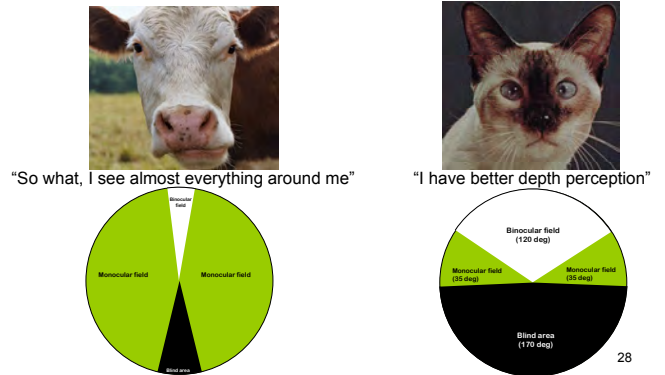 “So what, I see almost everything around me”
Binocular
field
Monocular field
Monocular field
Blind area
“I have better depth perception”
Binocular field
(120 deg)
Monocular field
(35 deg)
Monocular field
(35 deg)
Blind area
(170 deg)
28